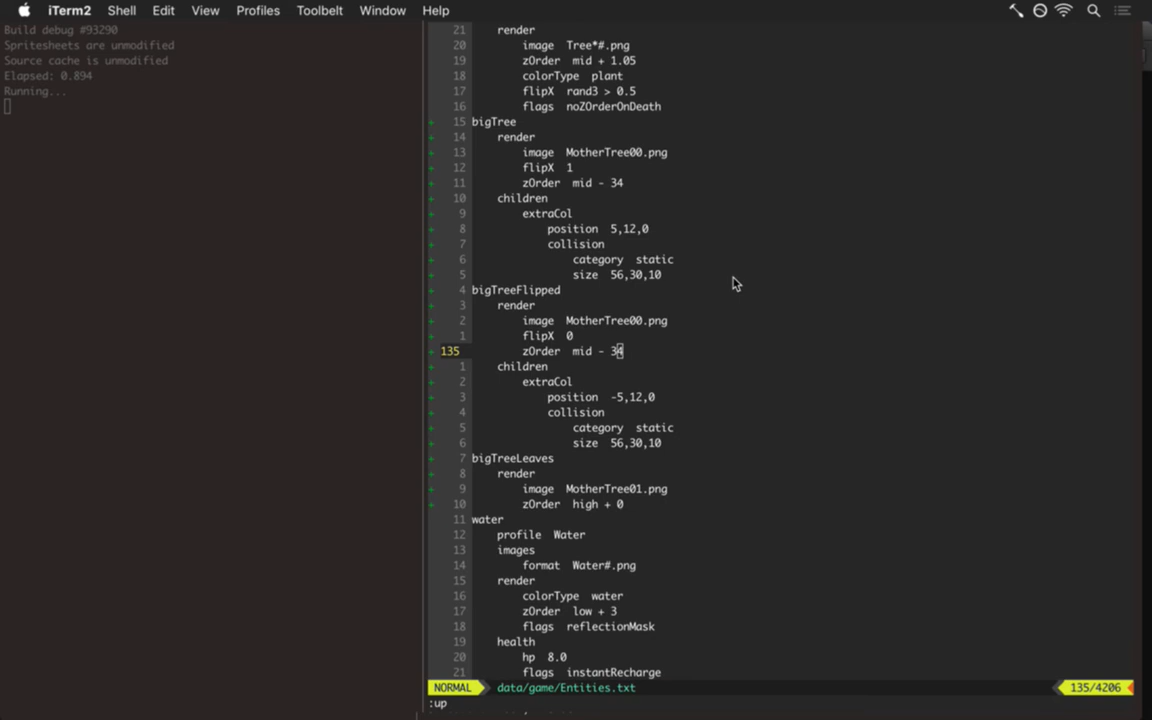 iTerm2 Shell Edit View Profiles Toolbelt Window Help
Build debug #93290
Spritesheets are unmodified
Source cache is unmodified
Elapsed: 0.894
Running...
21 render
20 image Tree*#.png
19 zOrder mid + 1.05
18 colorType plant
17 flipX rand3 > 0.5
16 flags noZOrderOnDeath
+ 15 bigTree
+ 14 render
+ 13 image MotherTree00.png
+ 12 flipX 1
+ 11 zOrder mid - 34
+ 10 children
+ 9 extraCol
+ 8 position 5,12,0
+ 7 collision
+ 6 category static
+ 5 size 56,30,10
+ 4 bigTreeFlipped
+ 3 render
+ 2 image MotherTree00.png
+ 1 flipX 0
+ 135 zOrder mid - 34
+ 1 children
+ 2 extraCol
+ 3 position -5,12,0
+ 4 collision
+ 5 category static
+ 6 size 56,30,10
+ 7 bigTreeLeaves
+ 8 render
+ 9 image MotherTree01.png
+ 10 zOrder high + 0
11 water
12 profile Water
13 images
14 format Water#.png
15 render
16 colorType water
17 zOrder low + 3
18 flags reflectionMask
19 health
20 hp 8.0
21 flags instantRecharge
NORMAL data/game/Entities.txt 135/4206
:up